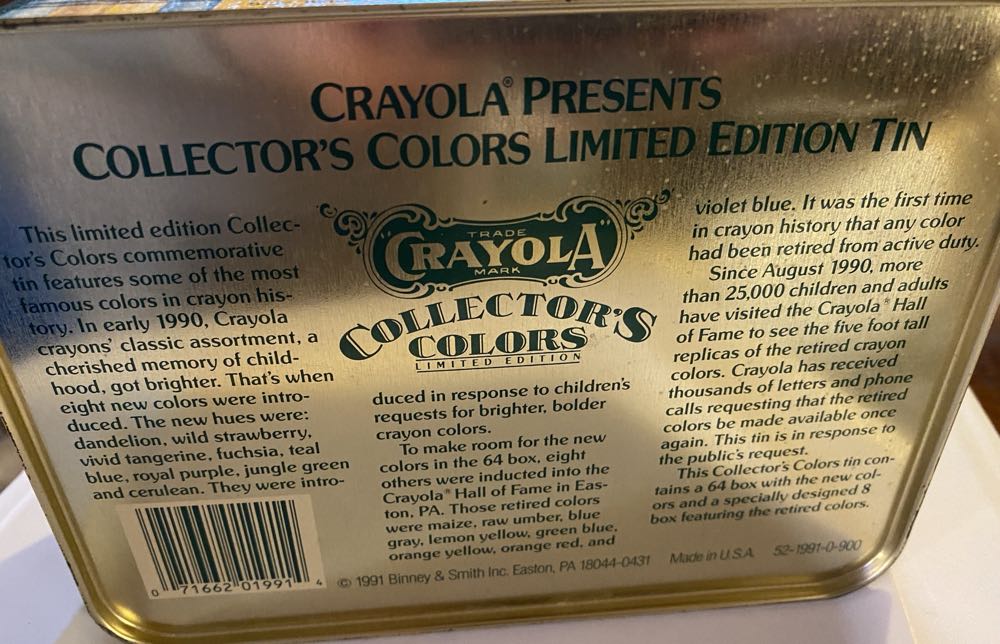 CRAYOLA® PRESENTS
COLLECTOR'S COLORS LIMITED EDITION TIN
This limited edition Collec-
tor's Colors commemorative
tin features some of the most
famous colors in crayon his-
tory. In early 1990, Crayola
crayons' classic assortment, a
cherished memory of child-
hood, got brighter. That's when
eight new colors were intro-
duced. The new hues were:
dandelion, wild strawberry,
vivid tangerine, fuchsia, teal
blue, royal purple, jungle green
and cerulean. They were intro-
TRADE
CRAYOLA
MARK
COLLECTOR'S
COLORS
LIMITED EDITION
duced in response to children's
requests for brighter, bolder
crayon colors.
To make room for the new
colors in the 64 box, eight
others were inducted into the
Crayola® Hall of Fame in Eas-
ton, PA. Those retired colors
were maize, raw umber, blue
gray, lemon yellow, green blue,
orange yellow, orange red, and
violet blue. It was the first time
in crayon history that any color
had been retired from active duty.
Since August 1990, more
than 25,000 children and adults
have visited the Crayola® Hall
of Fame to see the five foot tall
replicas of the retired crayon
colors. Crayola has received
thousands of letters and phone
calls requesting that the retired
colors be made available once
again. This tin is in response to
the public's request.
This Collector's Colors tin con-
tains a 64 box with the new col-
ors and a specially designed 8
box featuring the retired colors.
0 71662 01991 4
© 1991 Binney & Smith Inc. Easton, PA 18044-0431 Made in U.S.A. 52-1991-0-900